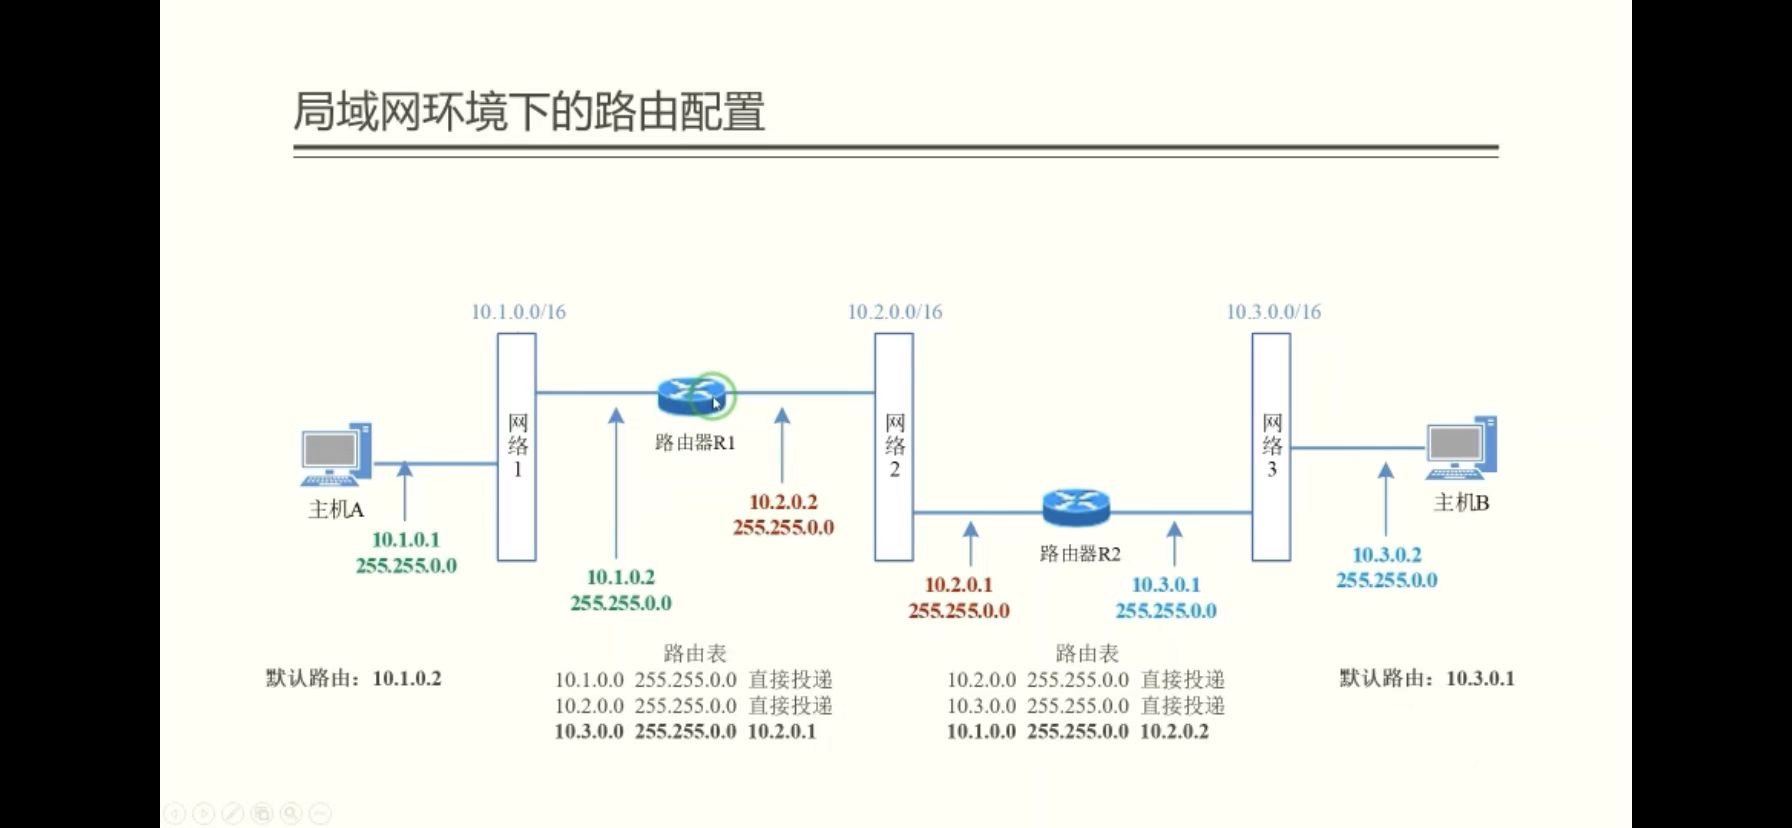 局域网环境下的路由配置
10.1.0.0/16
10.2.0.0/16
10.3.0.0/16
网
络
1
网
络
2
网
络
3
路由器R1
主机A
主机B
10.2.0.2
255.255.0.0
10.1.0.1
255.255.0.0
路由器R2
10.3.0.2
255.255.0.0
10.1.0.2
255.255.0.0
10.2.0.1
255.255.0.0
10.3.0.1
255.255.0.0
默认路由：10.1.0.2
路由表
10.1.0.0 255.255.0.0 直接投递
10.2.0.0 255.255.0.0 直接投递
10.3.0.0 255.255.0.0 10.2.0.1
路由表
10.2.0.0 255.255.0.0 直接投递
10.3.0.0 255.255.0.0 直接投递
10.1.0.0 255.255.0.0 10.2.0.2
默认路由：10.3.0.1